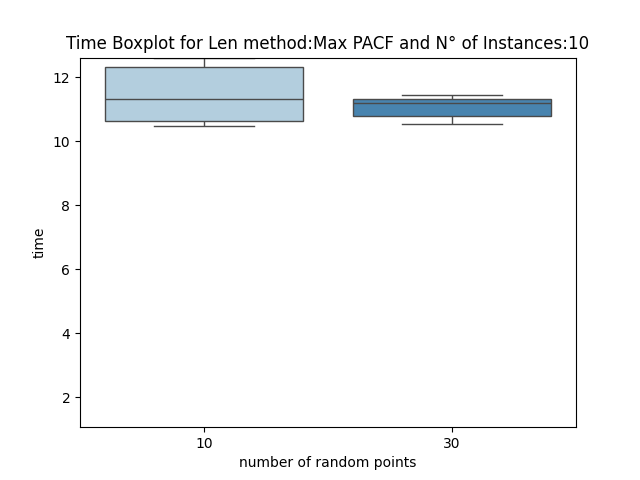 Time Boxplot for Len method:Max PACF and N° of Instances:10
12
10
8
6
4
2
time
10 30
number of random points